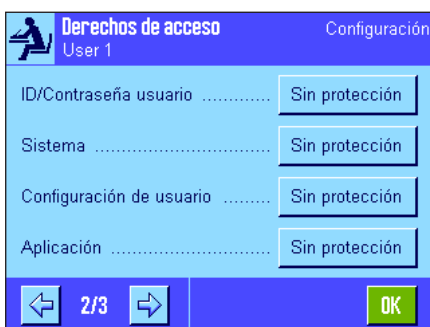 Derechos de acceso Configuración
User 1
ID/Contraseña usuario ............ Sin protección
Sistema ............................... Sin protección
Configuración de usuario ........ Sin protección
Aplicación ............................ Sin protección
2/3 OK